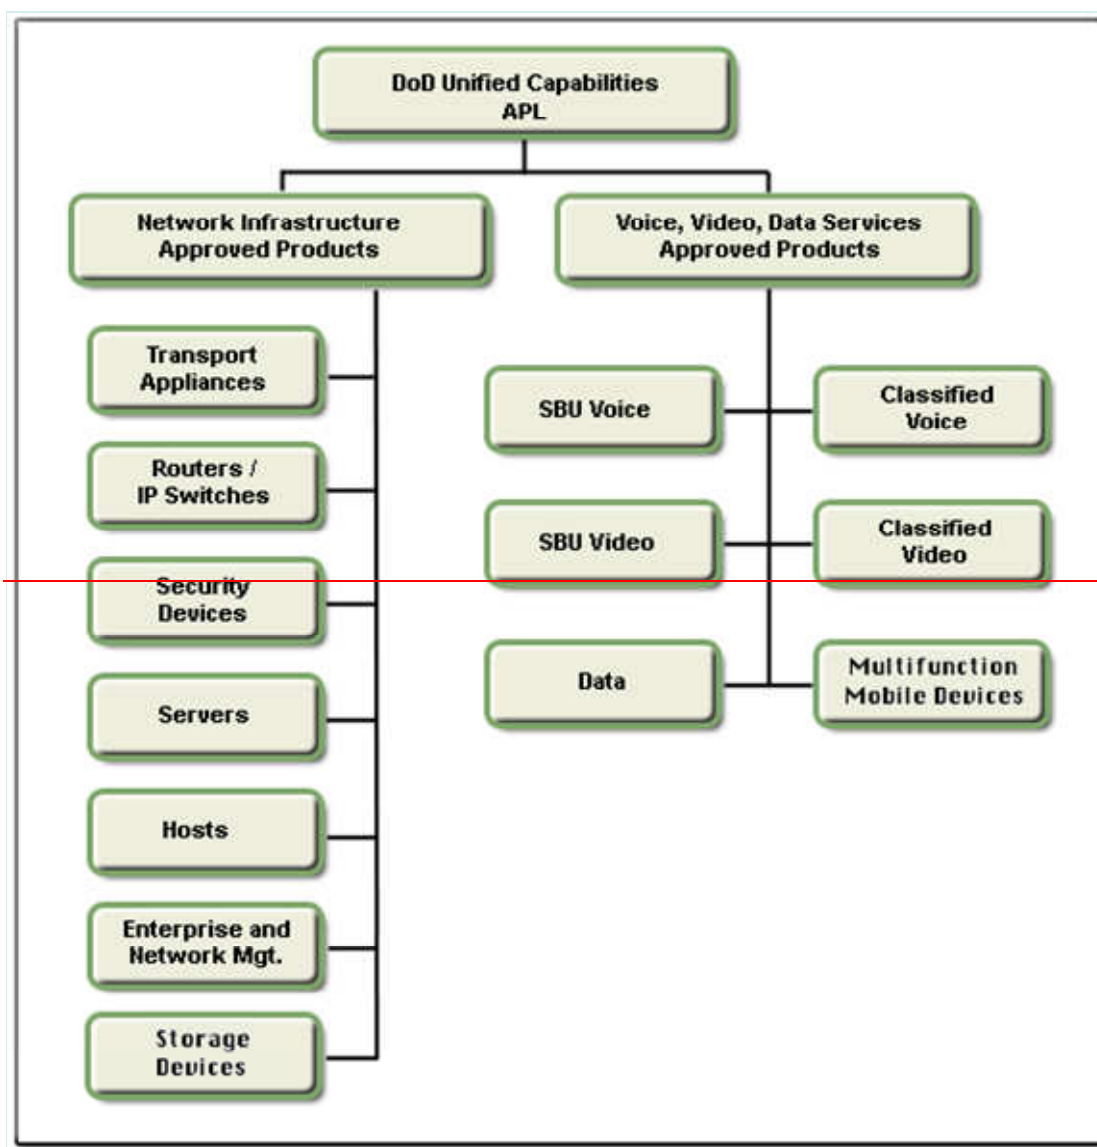 DoD Unified Capabilities
APL
Network Infrastructure
Approved Products
Voice, Video, Data Services
Approved Products
Transport
Appliances
Routers /
IP Switches
Security
Devices
Servers
Hosts
Enterprise and
Network Mgt.
Storage
Devices
SBU Voice
Classified
Voice
SBU Video
Classified
Video
Data
Multifunction
Mobile Devices